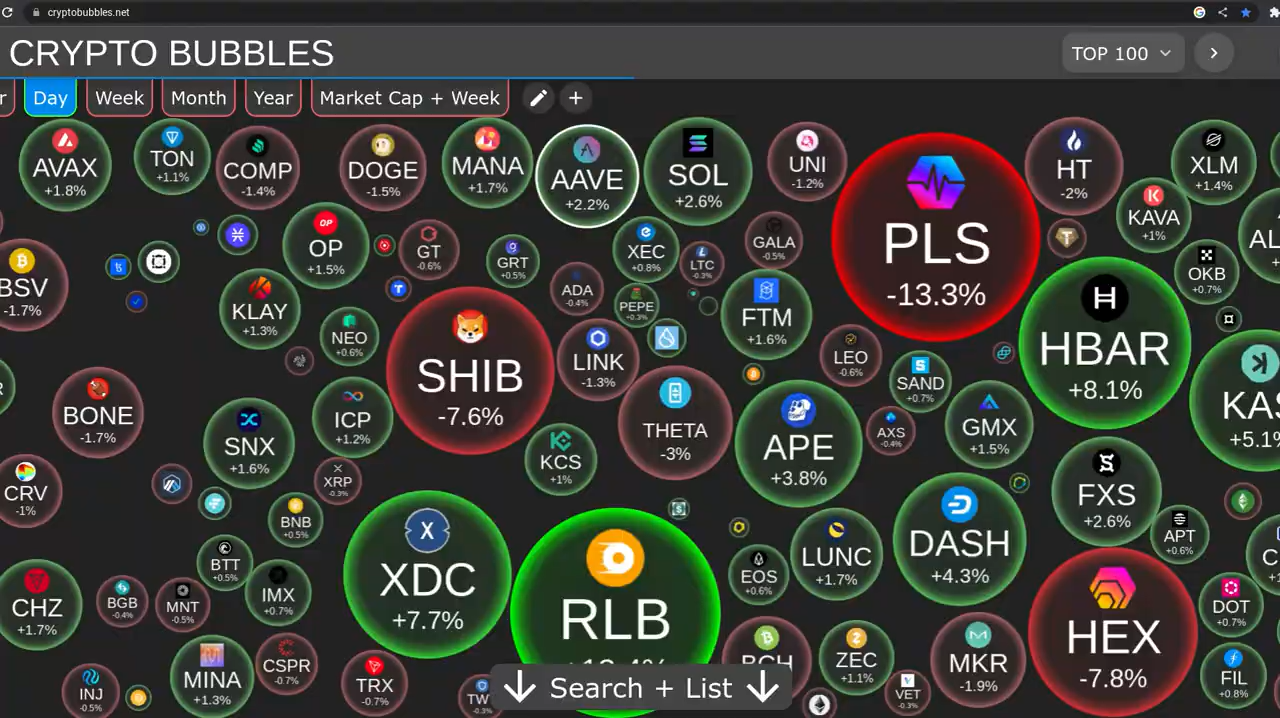 cryptobubbles.net
CRYPTO BUBBLES
TOP 100
r
Day
Week
Month
Year
Market Cap + Week
AVAX
+1.8%
TON
+1.1%
COMP
-1.4%
DOGE
-1.5%
MANA
+1.7%
AAVE
+2.2%
SOL
+2.6%
UNI
-1.2%
PLS
-13.3%
HT
-2%
XLM
+1.4%
KAVA
+1%
BSV
-1.7%
OP
+1.5%
GT
-0.6%
GRT
+0.5%
XEC
+0.8%
LTC
-0.3%
GALA
-0.5%
OKB
+0.7%
AL
+
KLAY
+1.3%
NEO
+0.6%
SHIB
-7.6%
ADA
-0.4%
PEPE
+0.3%
LINK
-1.3%
FTM
+1.6%
LEO
-0.6%
SAND
+0.7%
HBAR
+8.1%
KAS
+5.1%
BONE
-1.7%
SNX
+1.6%
ICP
+1.2%
THETA
-3%
APE
+3.8%
AXS
-0.4%
GMX
+1.5%
KCS
+1%
CRV
-1%
XRP
-0.3%
BNB
+0.5%
XDC
+7.7%
RLB
EOS
+0.6%
LUNC
+1.7%
DASH
+4.3%
FXS
+2.6%
APT
+0.6%
C
CHZ
+1.7%
BGB
-0.4%
MNT
-0.5%
BTT
+0.5%
IMX
+0.7%
HEX
-7.8%
DOT
+0.7%
INJ
-0.5%
MINA
+1.3%
CSPR
-0.7%
TRX
-0.7%
TW
-0.3%
Search + List
BCH
ZEC
+1.1%
VET
-0.3%
MKR
-1.9%
FIL
+0.8%